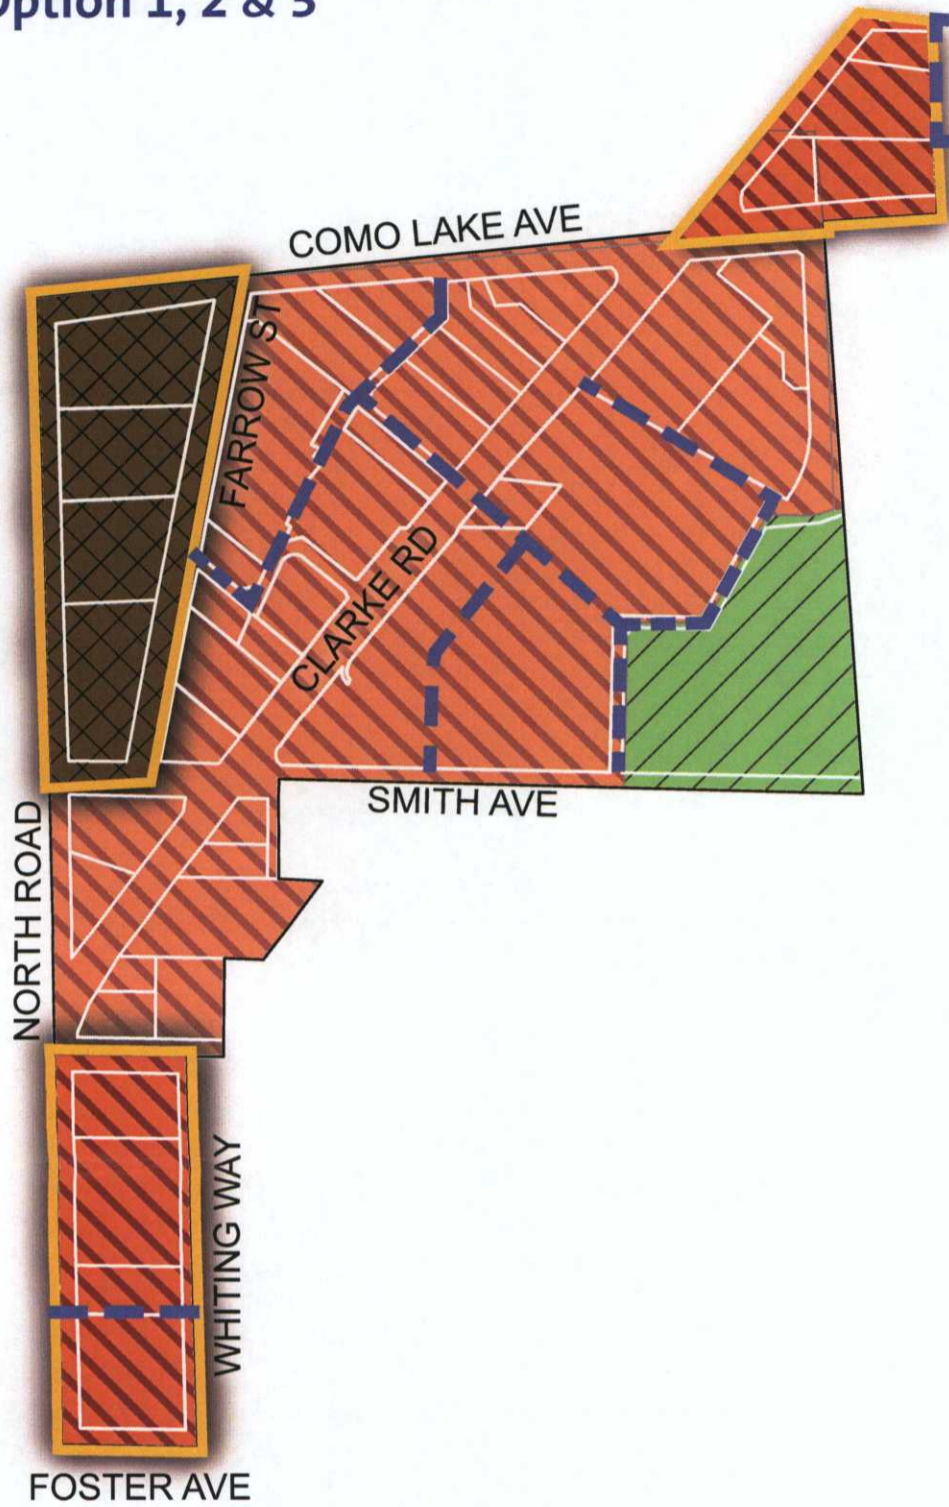 Option 1, 2 & 3
COMO LAKE AVE
FARROW ST
CLARKE RD
SMITH AVE
NORTH ROAD
WHITING WAY
FOSTER AVE